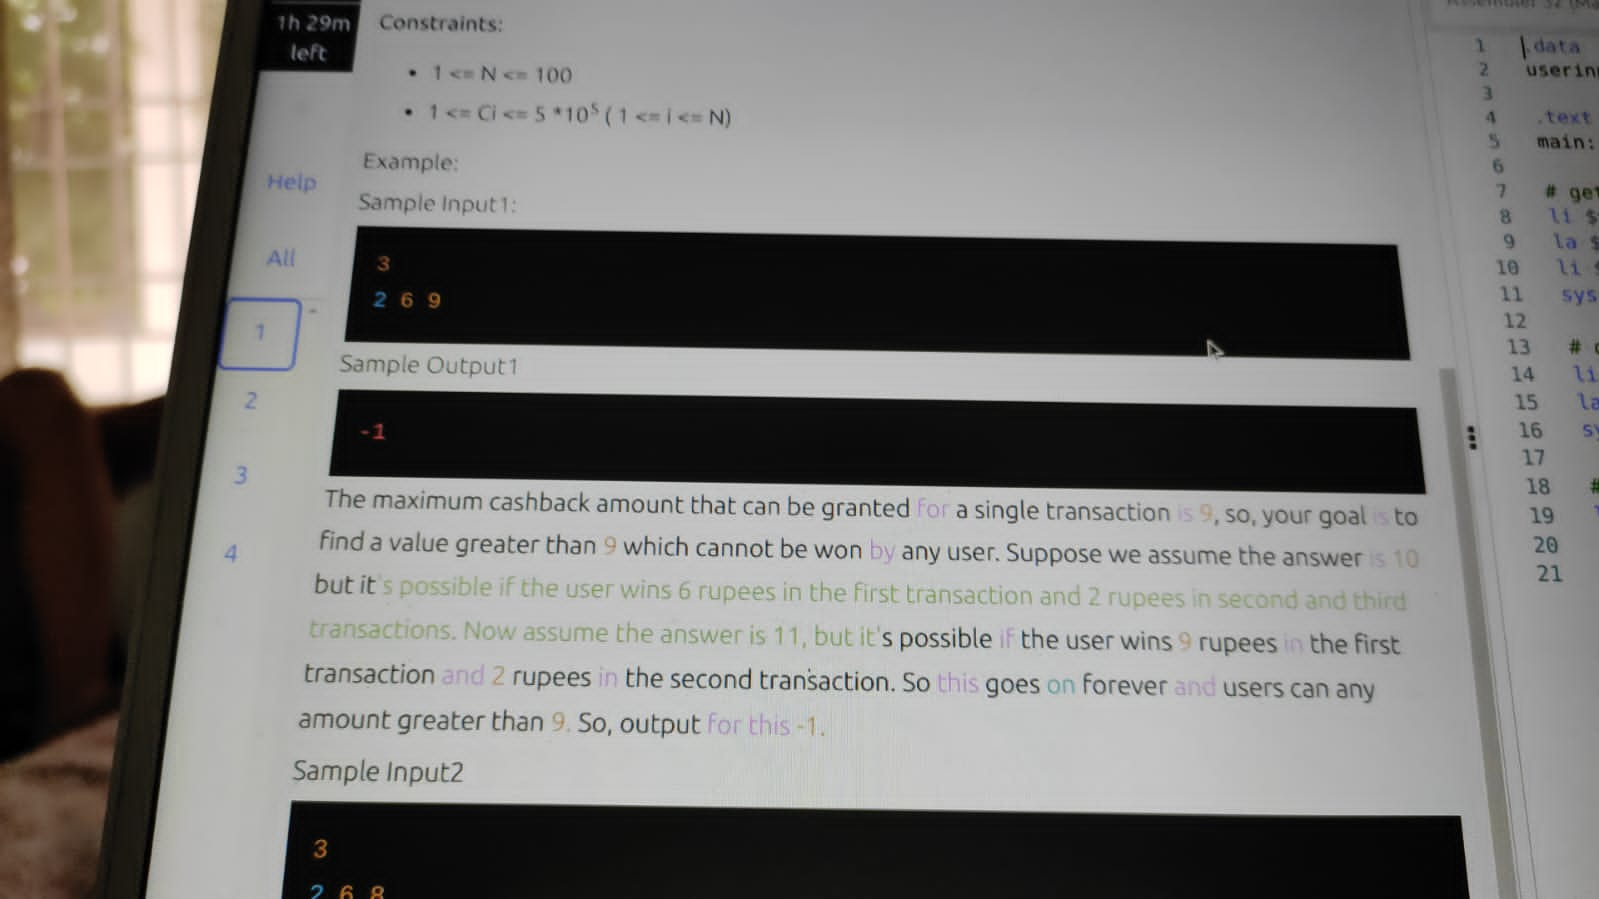 1h 29m
left
Constraints:
1 <= N <= 100
1 <= Ci <= 5 *10⁵ ( 1 <= i <= N)
Example:
Sample Input1:
3
2 6 9
Sample Output1
-1
The maximum cashback amount that can be granted for a single transaction is 9, so, your goal is to
find a value greater than 9 which cannot be won by any user. Suppose we assume the answer is 10
but it's possible if the user wins 6 rupees in the first transaction and 2 rupees in second and third
transactions. Now assume the answer is 11, but it's possible if the user wins 9 rupees in the first
transaction and 2 rupees in the second transaction. So this goes on forever and users can any
amount greater than 9. So, output for this -1.
Sample Input2
3
2 6 8
Help
All
1
2
3
4
1 .data
2
3
4 .text
5 main:
6
7 #
8 li
9 la
10 li
11
12
13 #
14 li
15
16
17
18 #
19
20
21